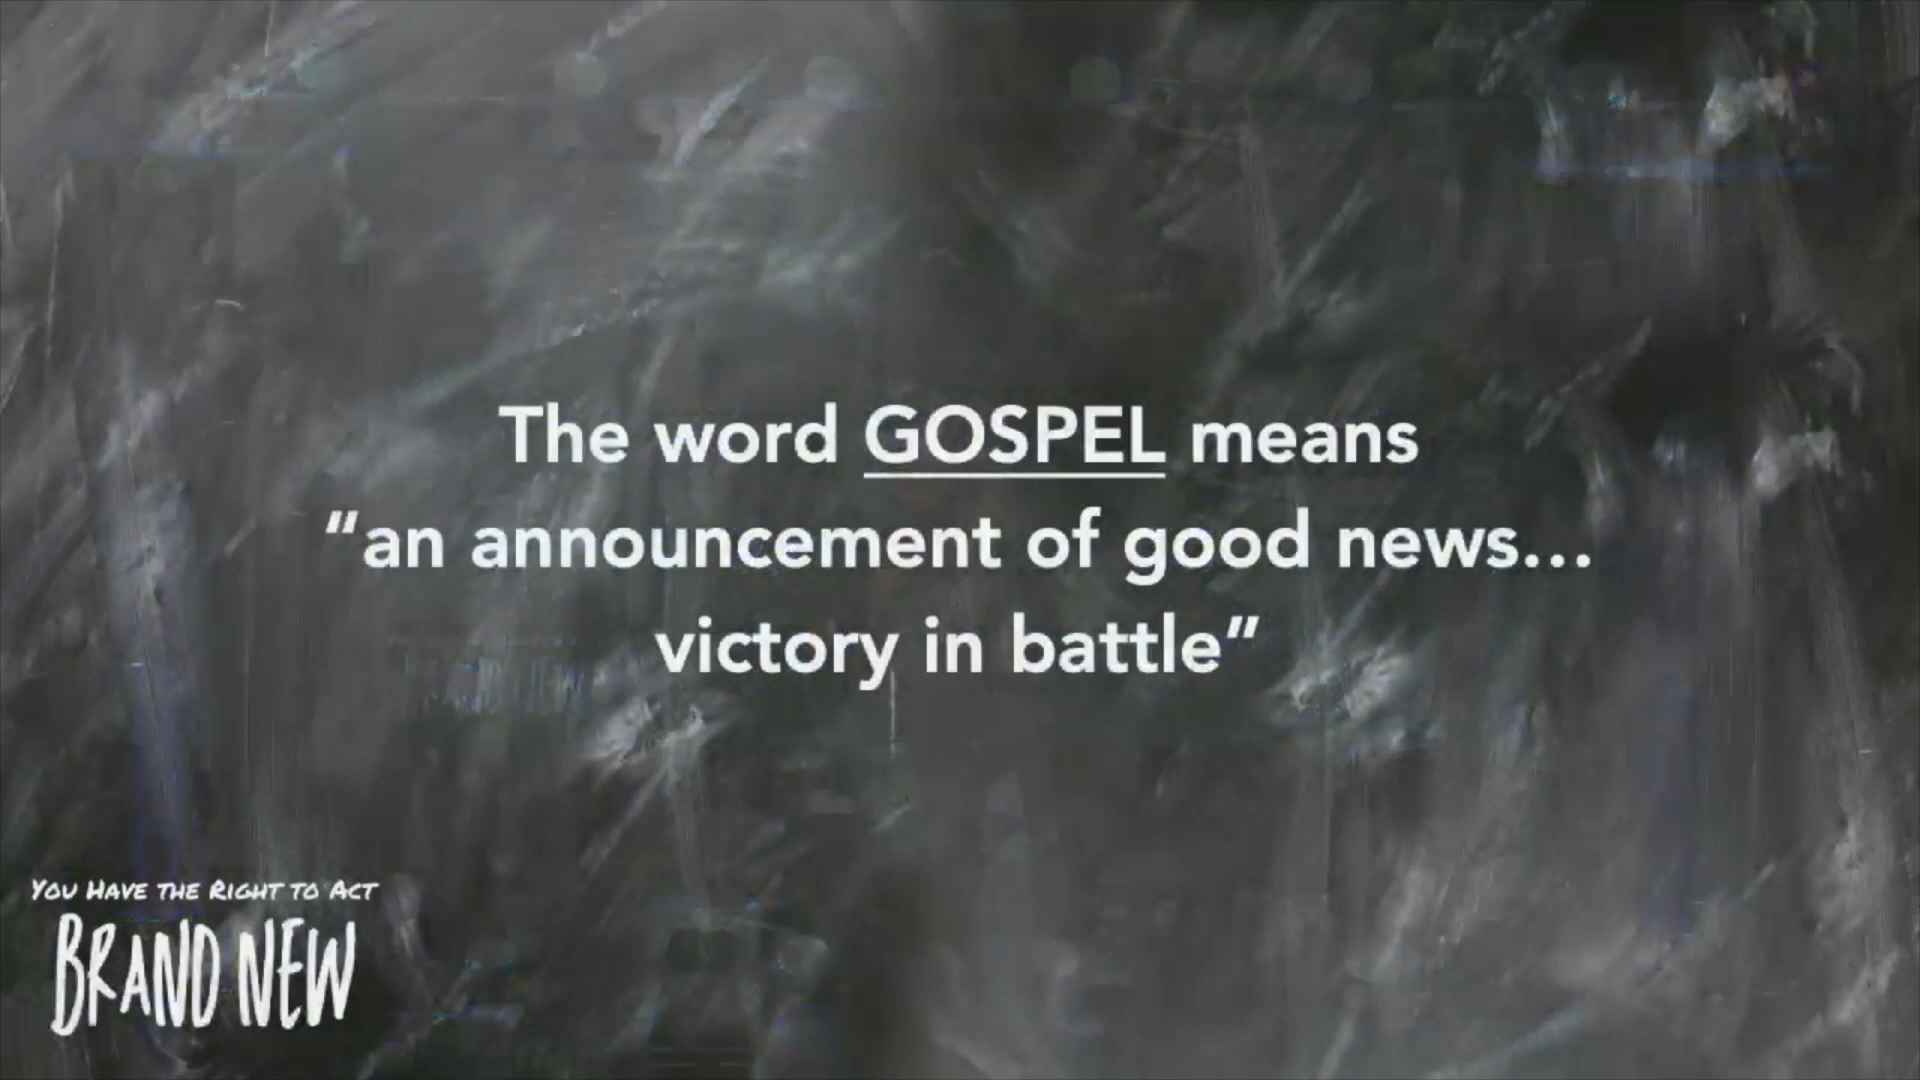 The word GOSPEL means
“an announcement of good news...
victory in battle”
You Have the Right to Act
BRAND NEW